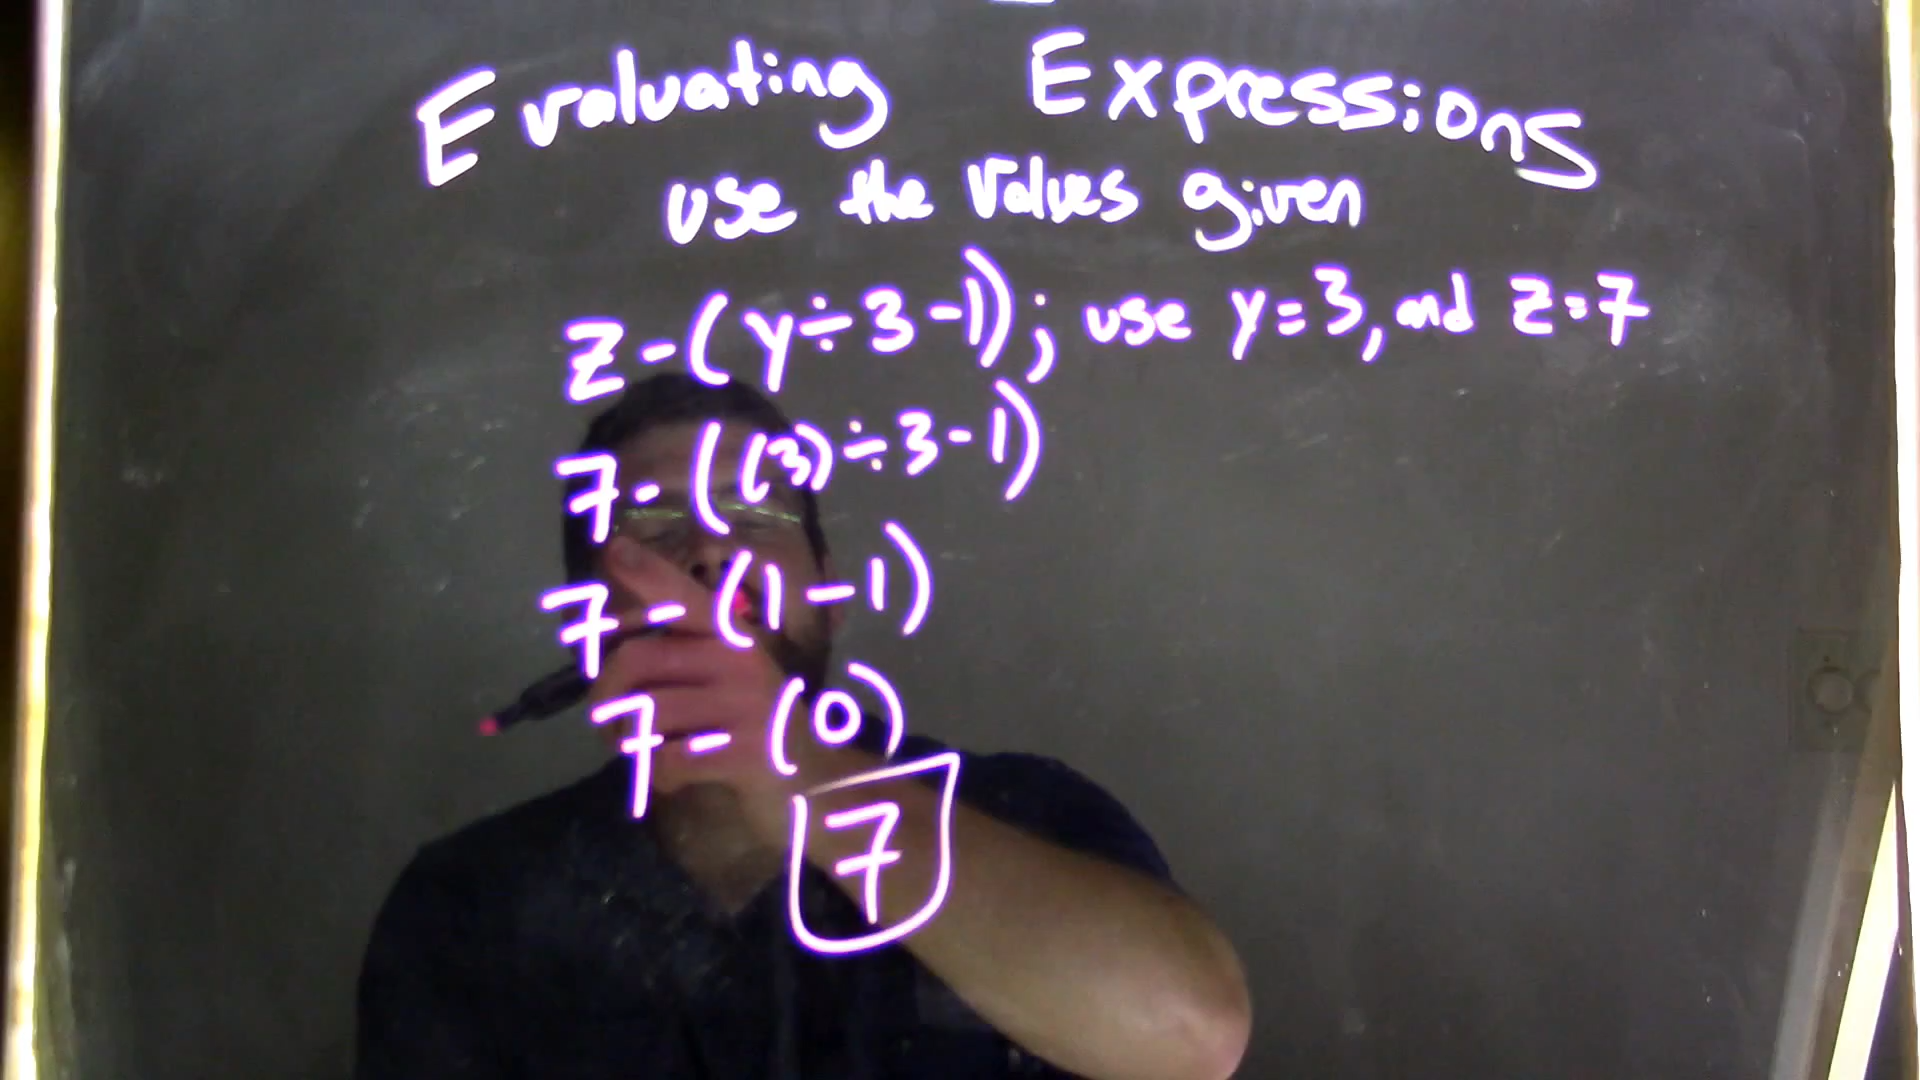 Evaluating Expressions
use the values given
z-(y÷3-1); use y=3, and z=7
7-((3)÷3-1)
7-(1-1)
7-(0)
7